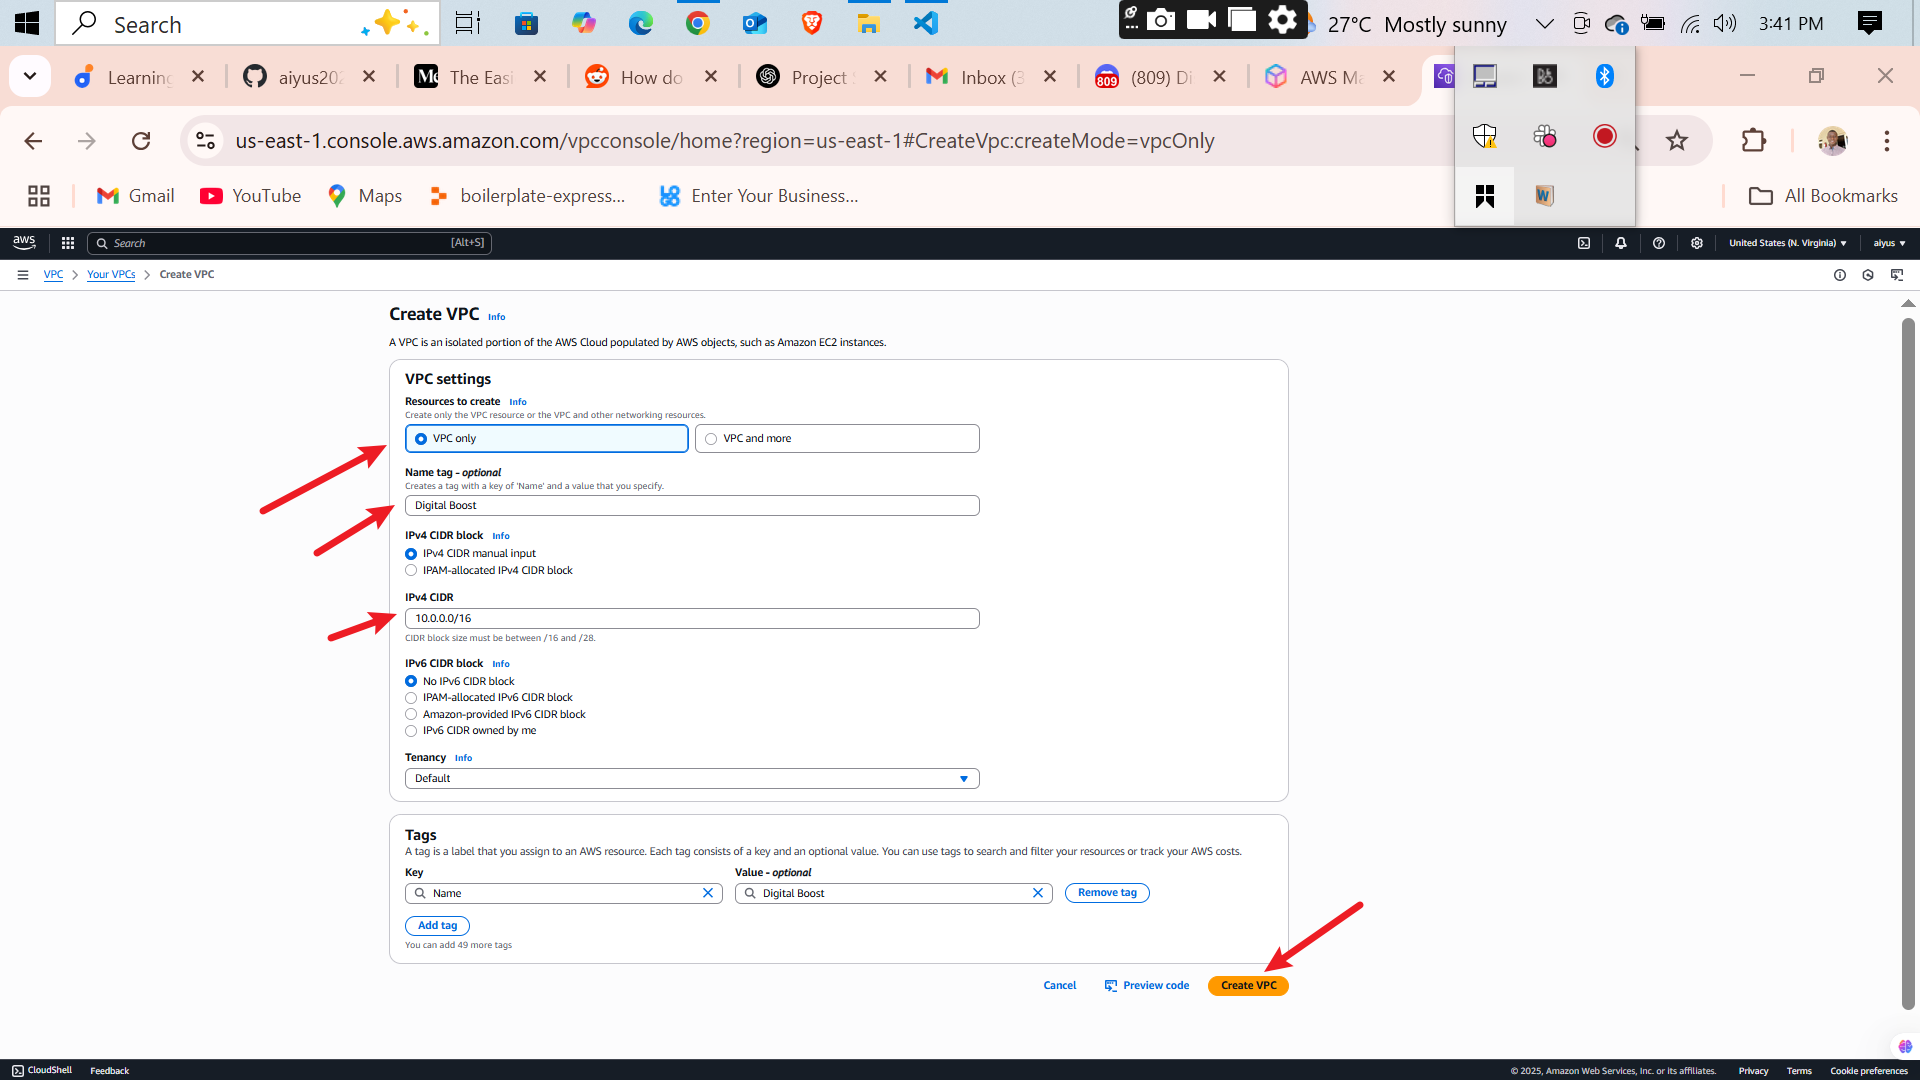 Search
27°C Mostly sunny
3:41 PM
Learning
aiyus202
Me The Easi
How do
Project S
Inbox (3
809 (809) Di
AWS Ma
us-east-1.console.aws.amazon.com/vpcconsole/home?region=us-east-1#CreateVpc:createMode=vpcOnly
Gmail
YouTube
Maps
boilerplate-express...
Enter Your Business...
All Bookmarks
aws
Search [Alt+S]
United States (N. Virginia)
aiyus
VPC
Your VPCs
Create VPC
Create VPC Info
A VPC is an isolated portion of the AWS Cloud populated by AWS objects, such as Amazon EC2 instances.
VPC settings
Resources to create Info
Create only the VPC resource or the VPC and other networking resources.
VPC only
VPC and more
Name tag - optional
Creates a tag with a key of 'Name' and a value that you specify.
Digital Boost
IPv4 CIDR block Info
IPv4 CIDR manual input
IPAM-allocated IPv4 CIDR block
IPv4 CIDR
10.0.0.0/16
CIDR block size must be between /16 and /28.
IPv6 CIDR block Info
No IPv6 CIDR block
IPAM-allocated IPv6 CIDR block
Amazon-provided IPv6 CIDR block
IPv6 CIDR owned by me
Tenancy Info
Default
Tags
A tag is a label that you assign to an AWS resource. Each tag consists of a key and an optional value. You can use tags to search and filter your resources or track your AWS costs.
Key
Value - optional
Name
Digital Boost
Remove tag
Add tag
You can add 49 more tags
Cancel
Preview code
Create VPC
CloudShell
Feedback
© 2025, Amazon Web Services, Inc. or its affiliates.
Privacy
Terms
Cookie preferences